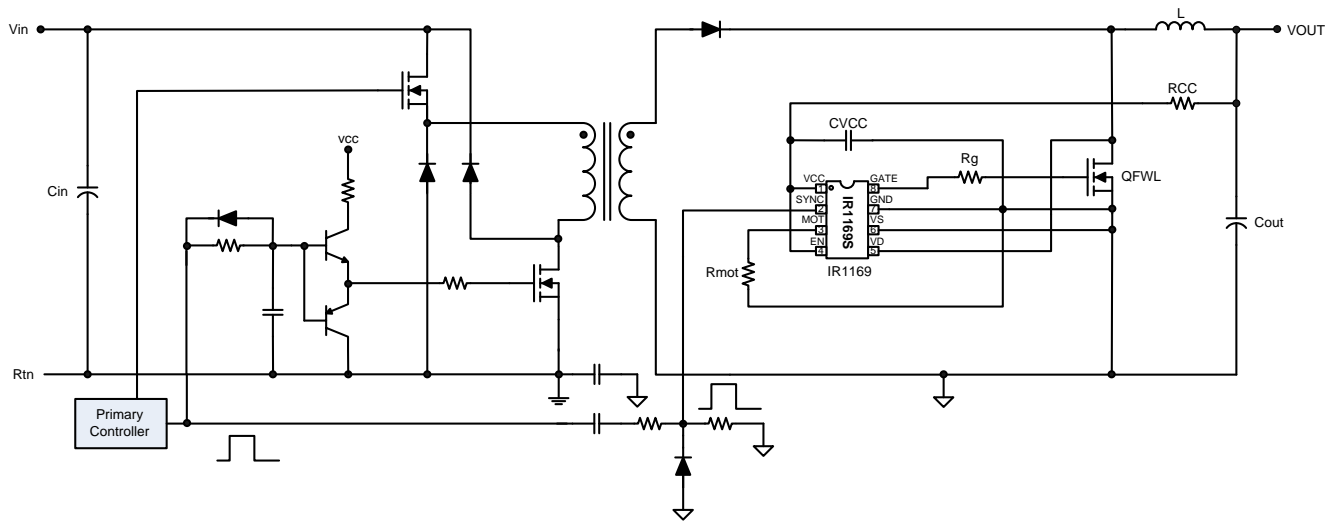 L
Vin
VOUT
RCC
CVCC
vcc
Rg
VCC
GATE
QFWL
1
8
Cin
SYNC
GND
2
7
MOT
VS
3
6
Cout
EN
VD
4
5
IR1169S
Rmot
IR1169
Rtn
Primary
Controller